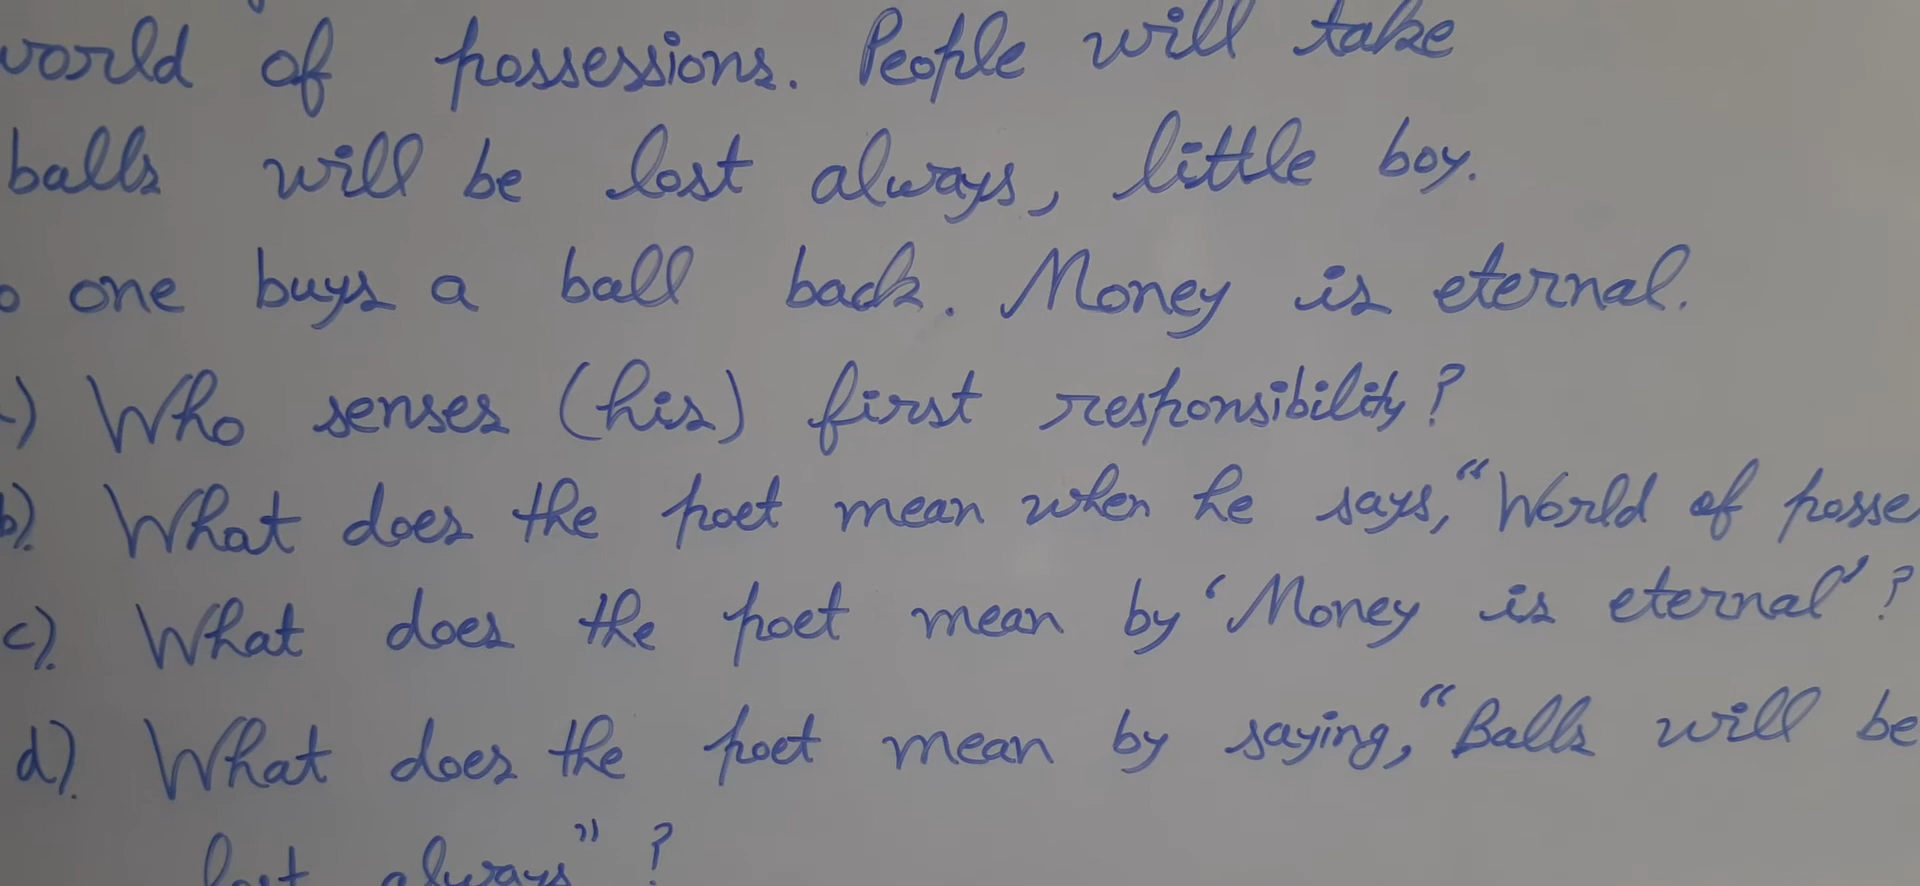 world of possessions. People will take
balls will be lost always, little boy.
one buys a ball back. Money is eternal.
) Who senses (his) first responsibility?
b). What does the poet mean when he says, "World of posse
c). What does the poet mean by 'Money is eternal'?
d). What does the poet mean by saying, "Balls will be
lost always"?